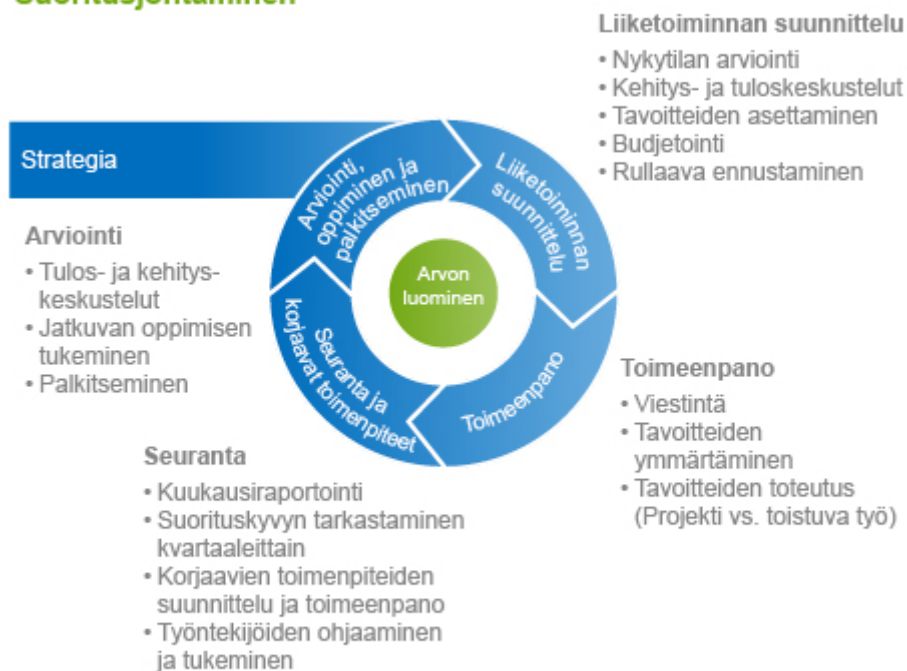 Suoritusjohtaminen
Liiketoiminnan suunnittelu
• Nykytilan arviointi
• Kehitys- ja tuloskeskustelut
• Tavoitteiden asettaminen
• Budjetointi
• Rullaava ennustaminen
Strategia
Arviointi,
oppiminen ja
palkitseminen
Liiketoiminnan
suunnittelu
Arvon
luominen
Toimeenpano
Seuranta ja
korjaavat toimenpiteet
Arviointi
• Tulos- ja kehitys-
keskustelut
• Jatkuvan oppimisen
tukeminen
• Palkitseminen
Toimeenpano
• Viestintä
• Tavoitteiden
ymmärtäminen
• Tavoitteiden toteutus
(Projekti vs. toistuva työ)
Seuranta
• Kuukausiraportointi
• Suorituskyvyn tarkastaminen
kvartaaleittain
• Korjaavien toimenpiteiden
suunnittelu ja toimeenpano
• Työntekijöiden ohjaaminen
ja tukeminen